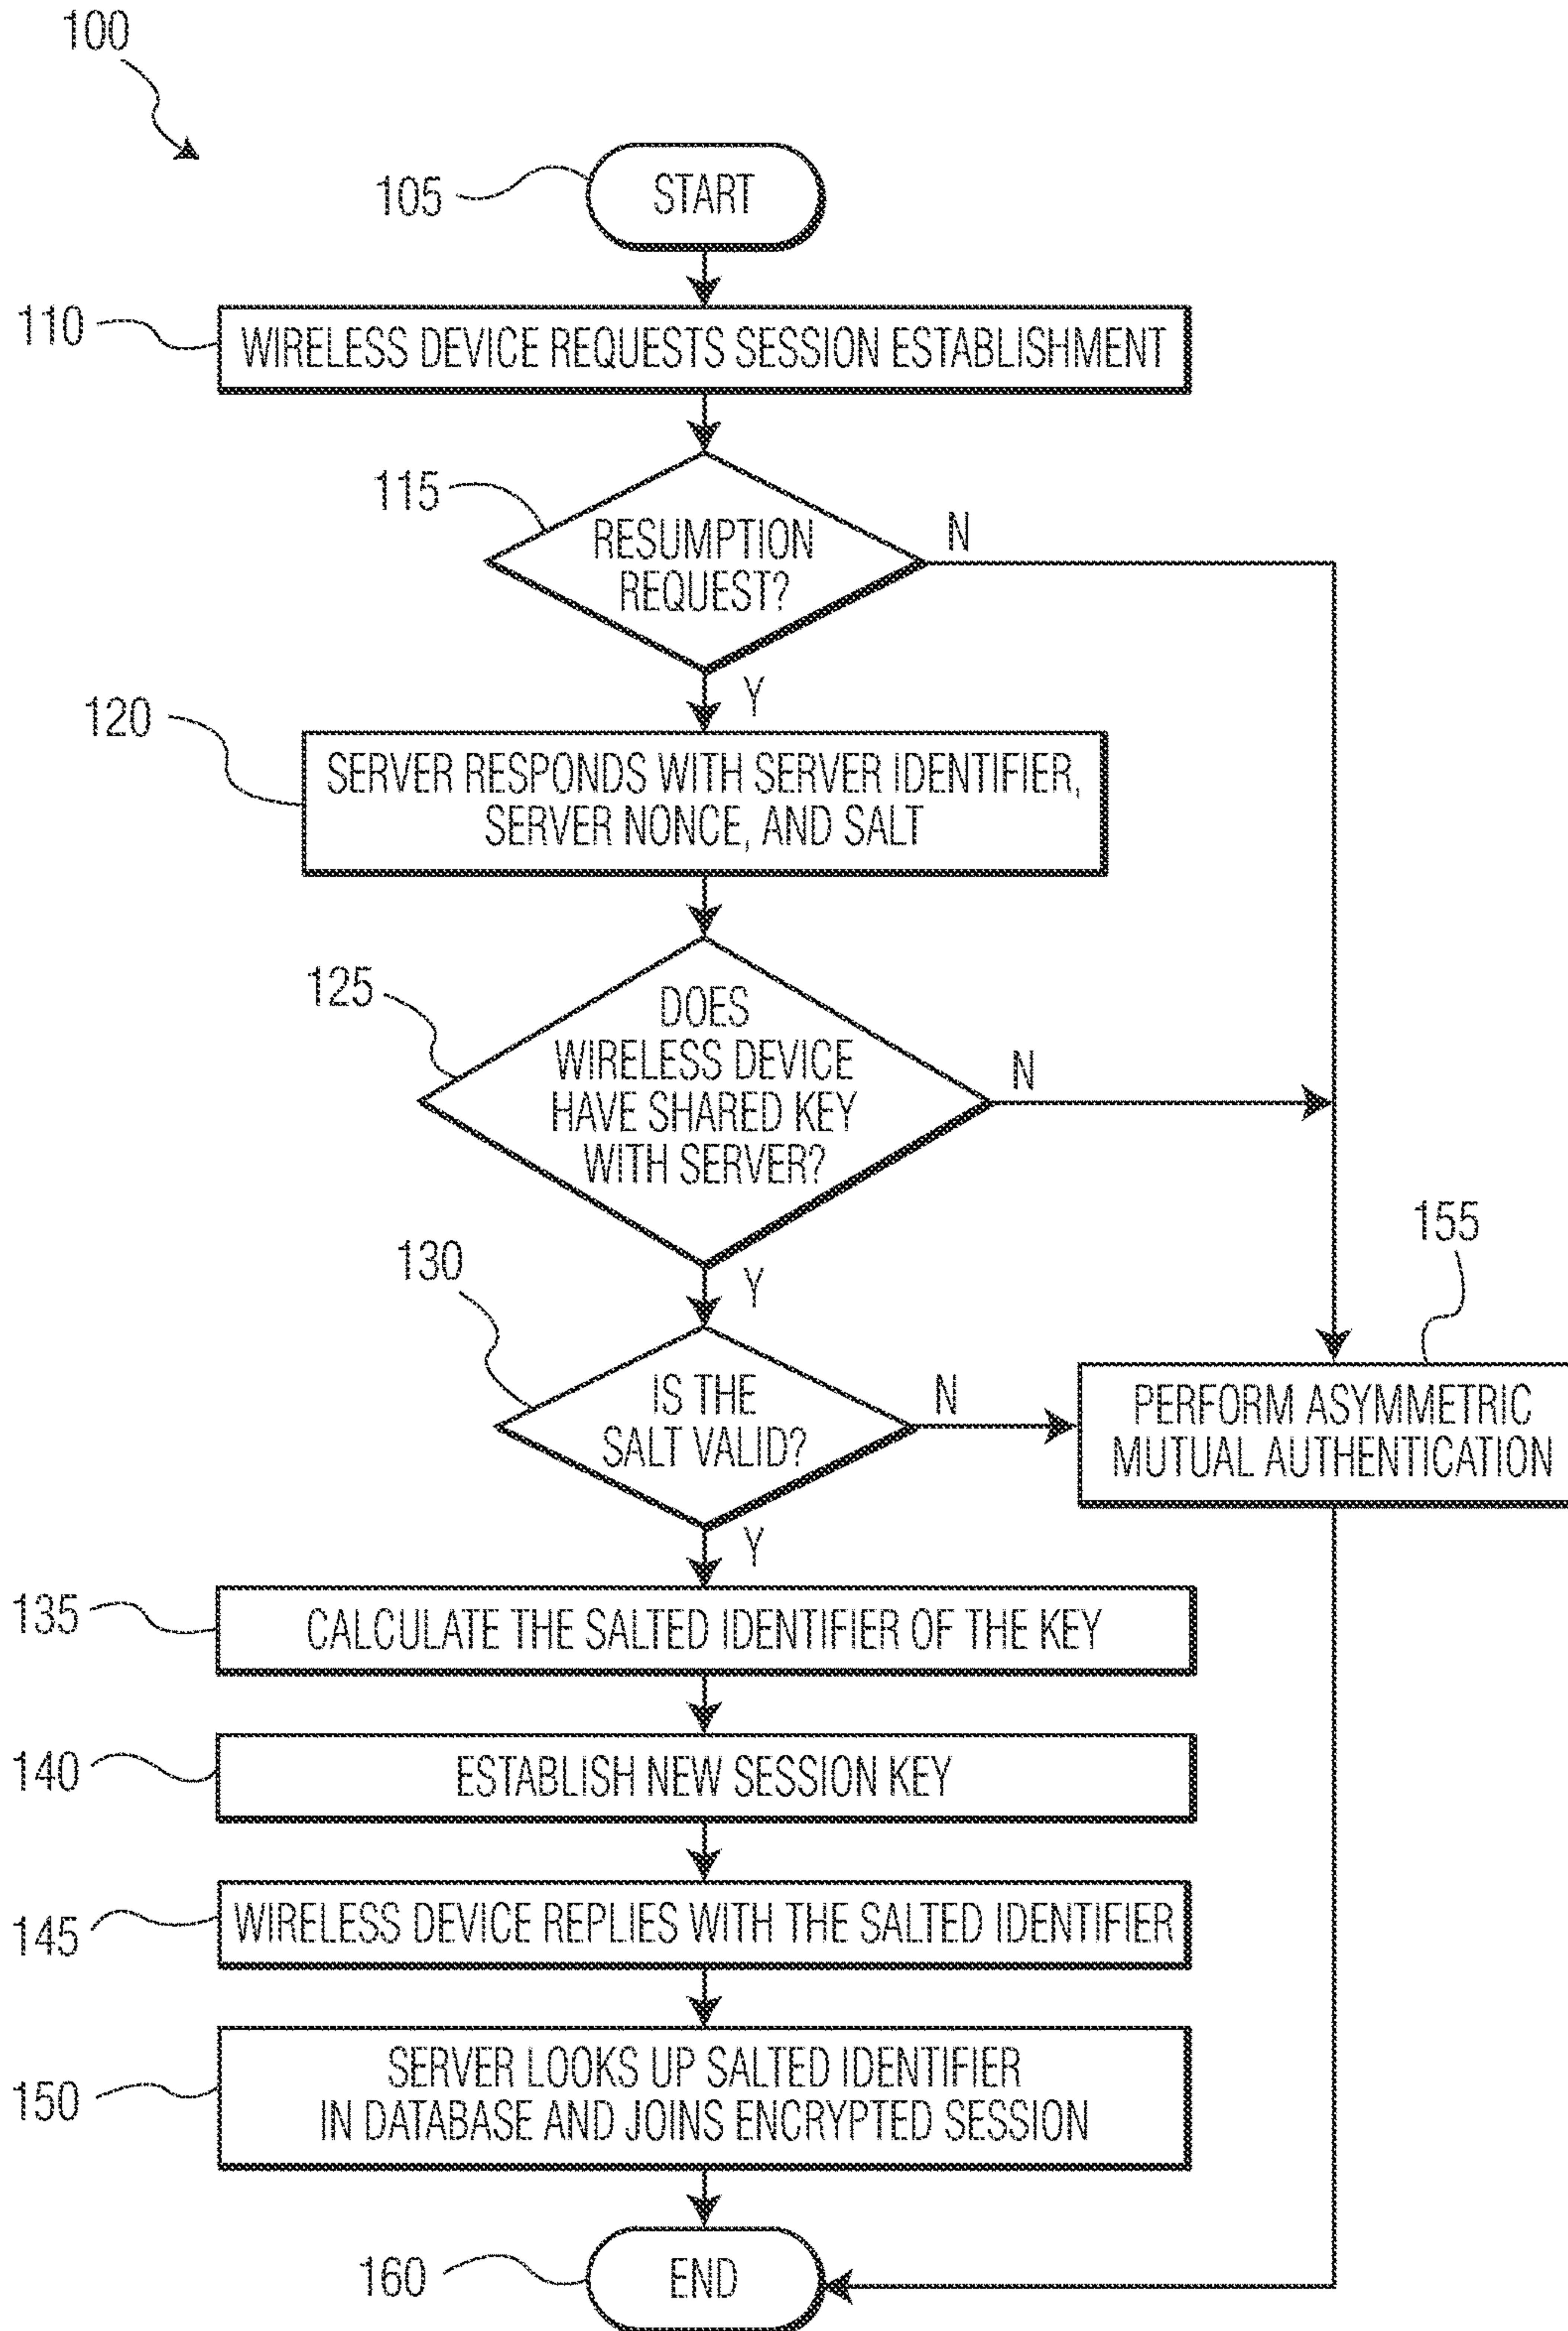 100
105
START
110
WIRELESS DEVICE REQUESTS SESSION ESTABLISHMENT
115
RESUMPTION
REQUEST?
N
Y
120
SERVER RESPONDS WITH SERVER IDENTIFIER,
SERVER NONCE, AND SALT
125
DOES
WIRELESS DEVICE
HAVE SHARED KEY
WITH SERVER?
N
Y
130
IS THE
SALT VALID?
N
Y
155
PERFORM ASYMMETRIC
MUTUAL AUTHENTICATION
135
CALCULATE THE SALTED IDENTIFIER OF THE KEY
140
ESTABLISH NEW SESSION KEY
145
WIRELESS DEVICE REPLIES WITH THE SALTED IDENTIFIER
150
SERVER LOOKS UP SALTED IDENTIFIER
IN DATABASE AND JOINS ENCRYPTED SESSION
160
END